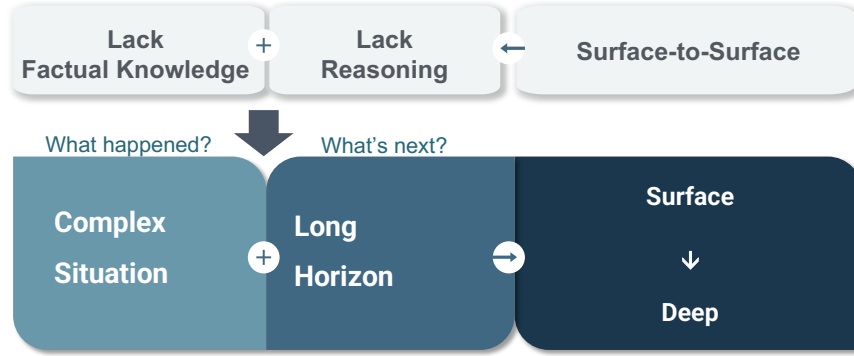 Lack
Factual Knowledge
+
Lack
Reasoning
←
Surface-to-Surface
What happened?
What's next?
Complex
Situation
+
Long
Horizon
→
Surface
↓
Deep